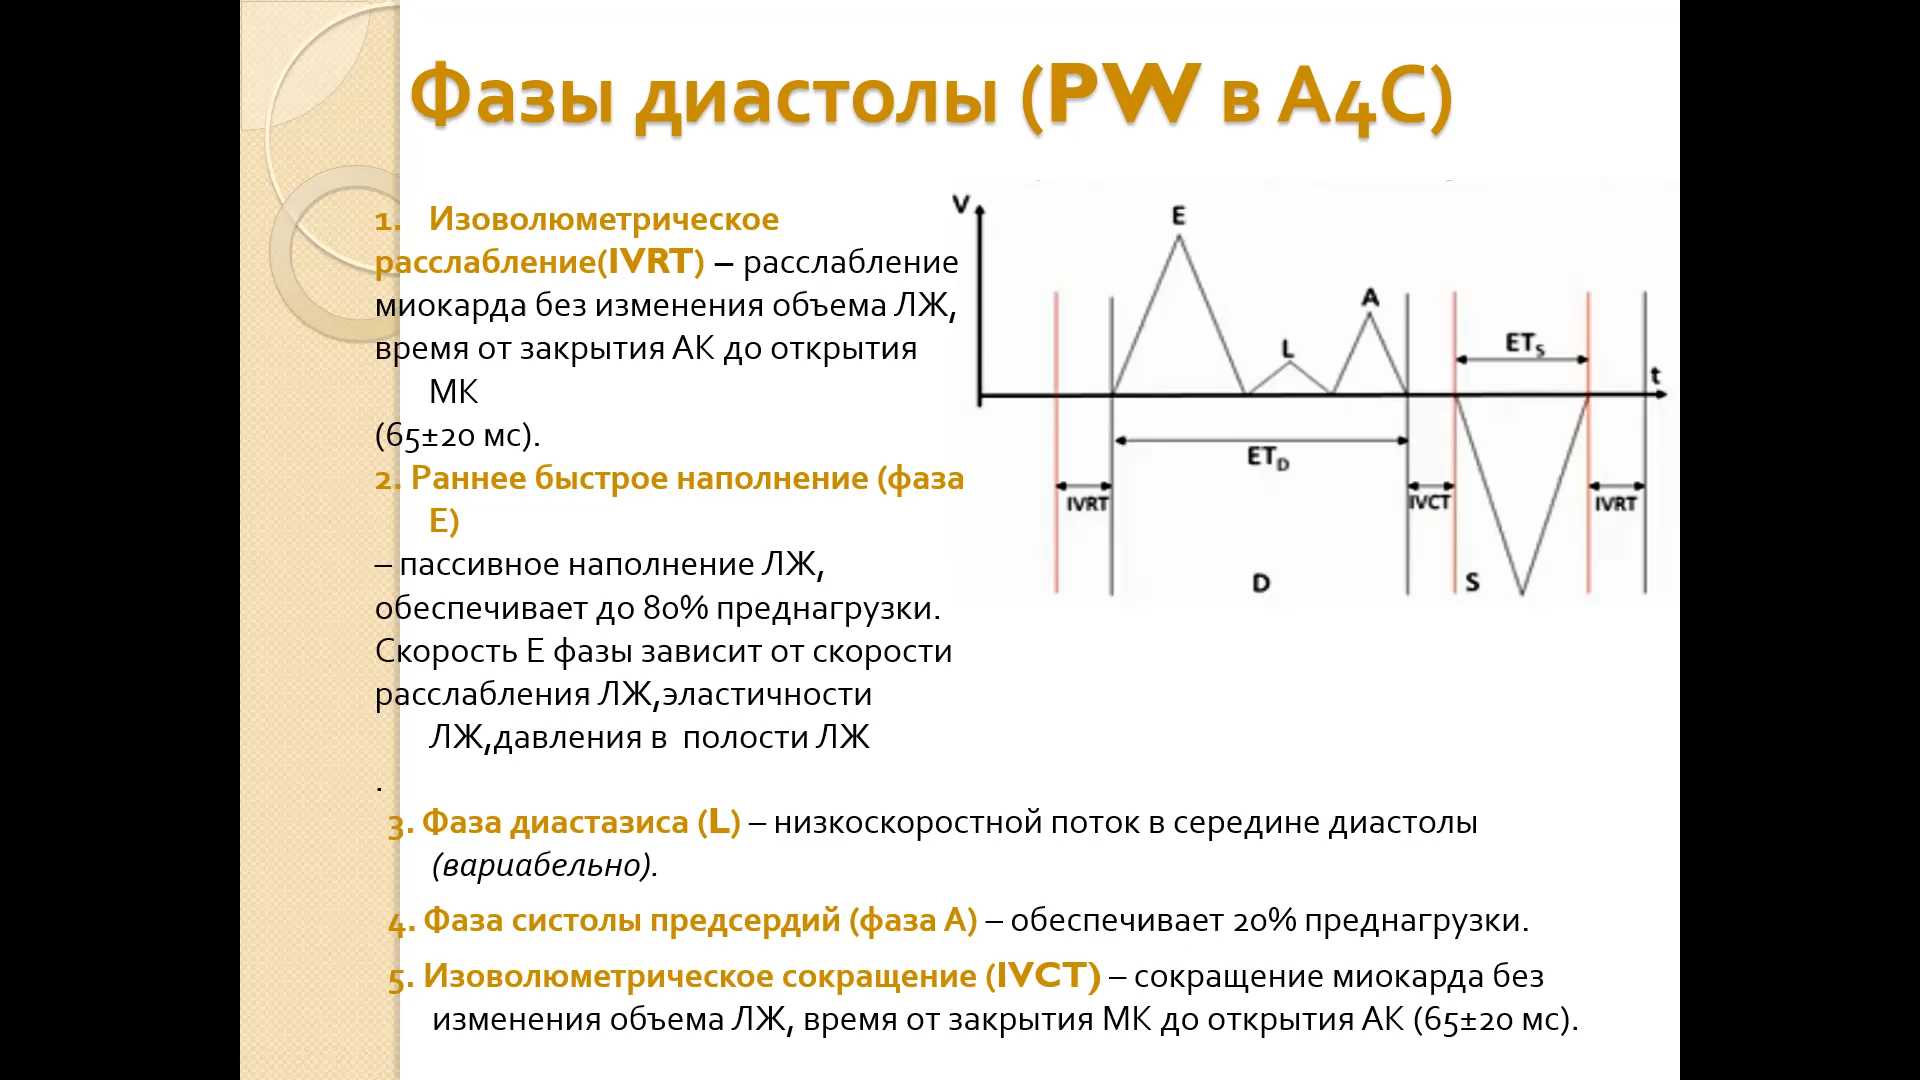 Фазы диастолы (PW в А4С)
1. Изоволюметрическое
расслабление(IVRT) – расслабление
миокарда без изменения объема ЛЖ,
время от закрытия АК до открытия
МК
(65±20 мс).
2. Раннее быстрое наполнение (фаза
Е)
– пассивное наполнение ЛЖ,
обеспечивает до 80% преднагрузки.
Скорость Е фазы зависит от скорости
расслабления ЛЖ,эластичности
ЛЖ,давления в полости ЛЖ
.
3. Фаза диастазиса (L) – низкоскоростной поток в середине диастолы
(вариабельно).
4. Фаза систолы предсердий (фаза А) – обеспечивает 20% преднагрузки.
5. Изоволюметрическое сокращение (IVCT) – сокращение миокарда без
изменения объема ЛЖ, время от закрытия МК до открытия АК (65±20 мс).
V
E
A
L
ETS
t
ETD
IVRT
IVCT
IVRT
D
S